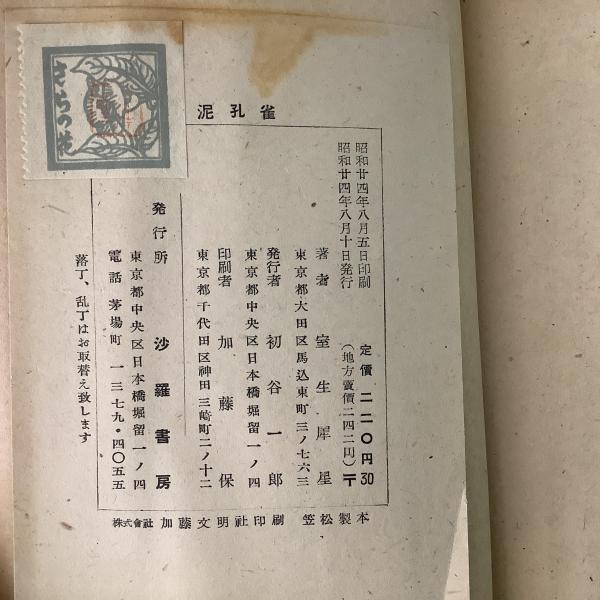 さちの花
泥孔雀
昭和廿四年八月五日印刷
昭和廿四年八月十日発行
定價 二二〇円 〒30
(地方賣價二四二円)
著者 室生犀星
東京都大田区馬込東町三ノ七六三
発行者 初谷一郎
東京都中央区日本橋堀留一ノ四
印刷者 加藤保
東京都千代田区神田三崎町二ノ十二
発行所 沙羅書房
東京都中央区日本橋堀留一ノ四
電話 茅場町 一三七九・四〇五五
落丁、乱丁はお取替え致します
株式會社 加藤文明社印刷 笠松製本